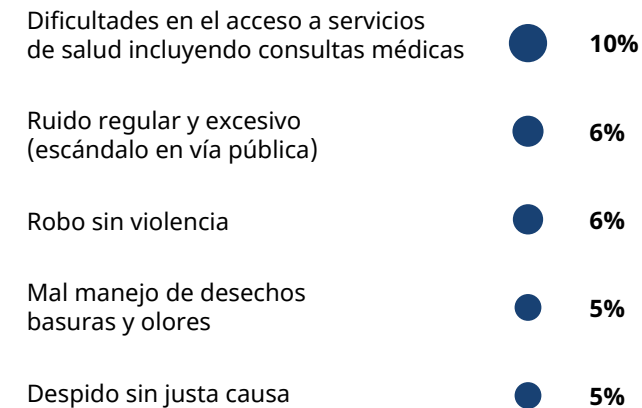 Dificultades en el acceso a servicios
de salud incluyendo consultas médicas
10%
Ruido regular y excesivo
(escándalo en vía pública)
6%
Robo sin violencia
6%
Mal manejo de desechos
basuras y olores
5%
Despido sin justa causa
5%